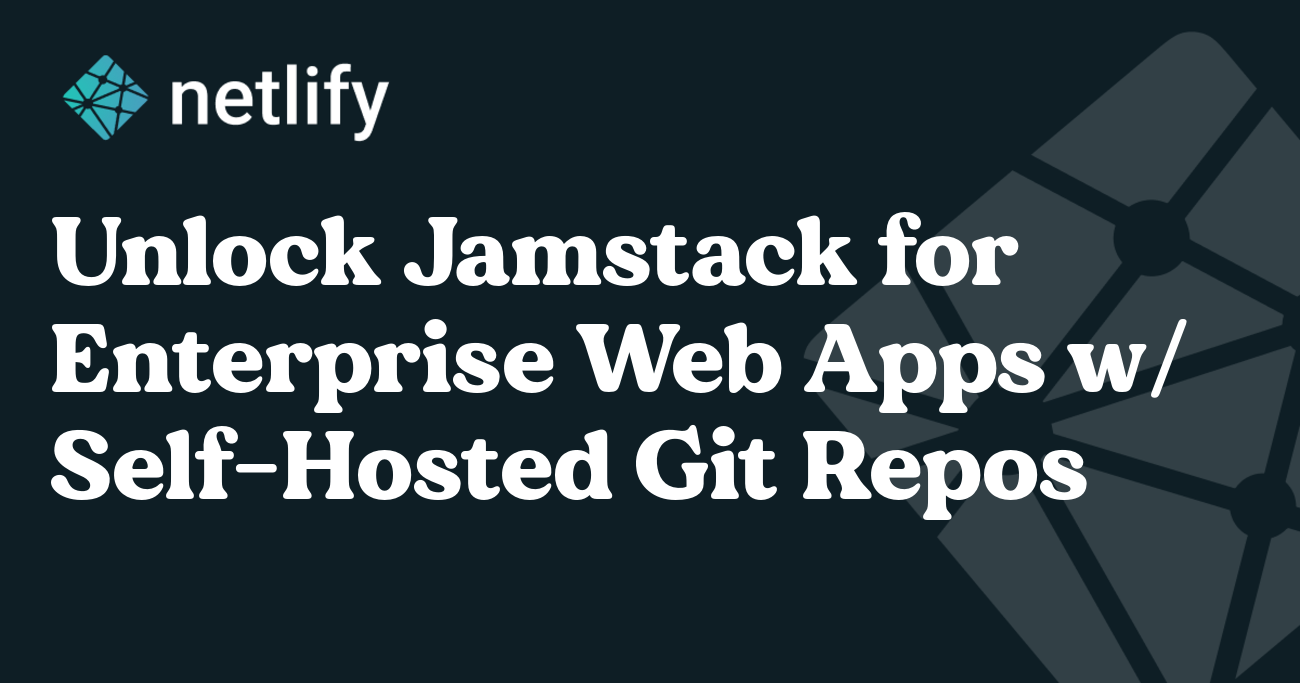 netlify
Unlock Jamstack for
Enterprise Web Apps w/
Self-Hosted Git Repos